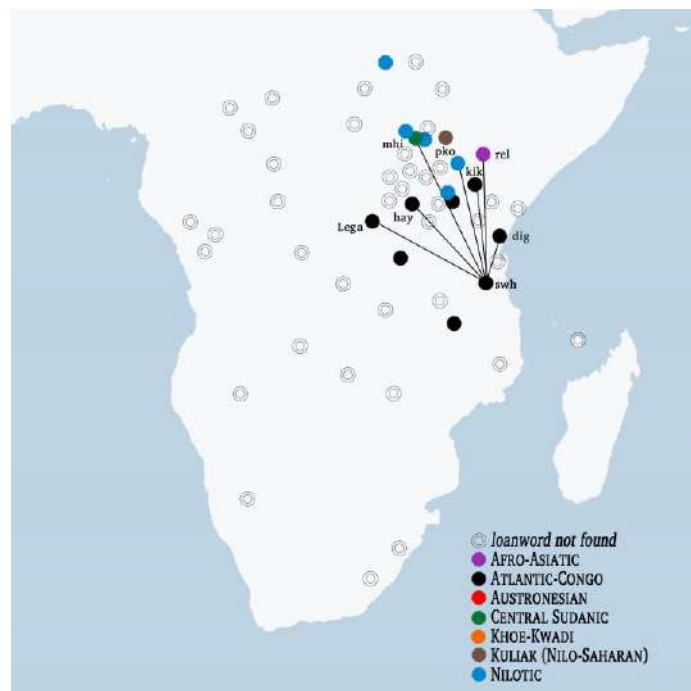 mhi
pko
rel
kik
hay
Lega
dig
swh
loanword not found
AFRO-ASIATIC
ATLANTIC-CONGO
AUSTRONESIAN
CENTRAL SUDANIC
KHOE-KWADI
KULIAK (NILO-SAHARAN)
NILOTIC